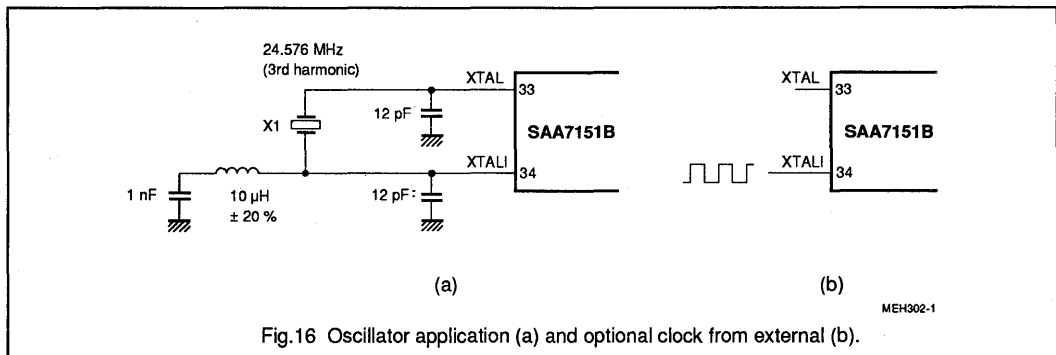 24.576 MHz
(3rd harmonic)
X1
1 nF
10 µH
± 20 %
12 pF
12 pF
XTAL
33
SAA7151B
XTALI
34
(a)
XTAL
33
SAA7151B
XTALI
34
(b)
MEH302-1
Fig.16 Oscillator application (a) and optional clock from external (b).